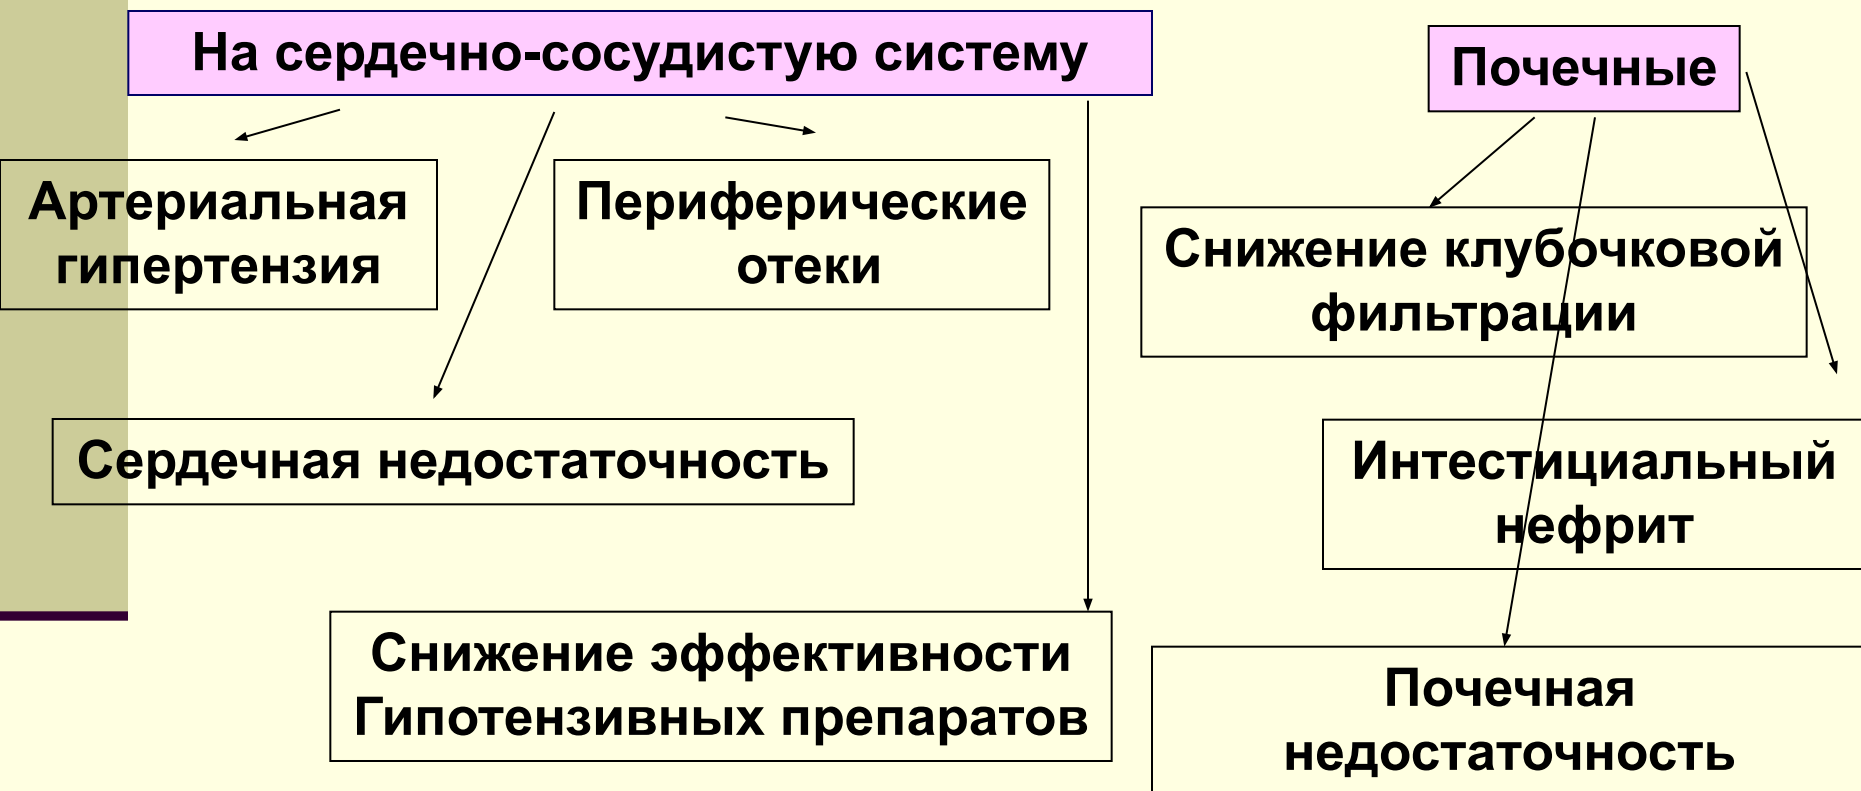 На сердечно-сосудистую систему
Почечные
Артериальная
гипертензия
Периферические
отеки
Снижение клубочковой
фильтрации
Сердечная недостаточность
Интестициальный
нефрит
Снижение эффективности
Гипотензивных препаратов
Почечная
недостаточность